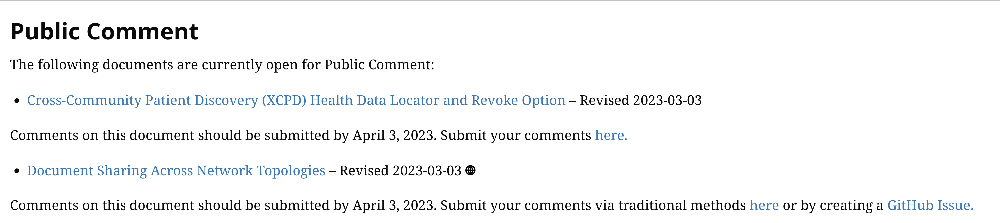 Public Comment
The following documents are currently open for Public Comment:
• Cross-Community Patient Discovery (XCPD) Health Data Locator and Revoke Option – Revised 2023-03-03
Comments on this document should be submitted by April 3, 2023. Submit your comments here.
• Document Sharing Across Network Topologies – Revised 2023-03-03
Comments on this document should be submitted by April 3, 2023. Submit your comments via traditional methods here or by creating a GitHub Issue.